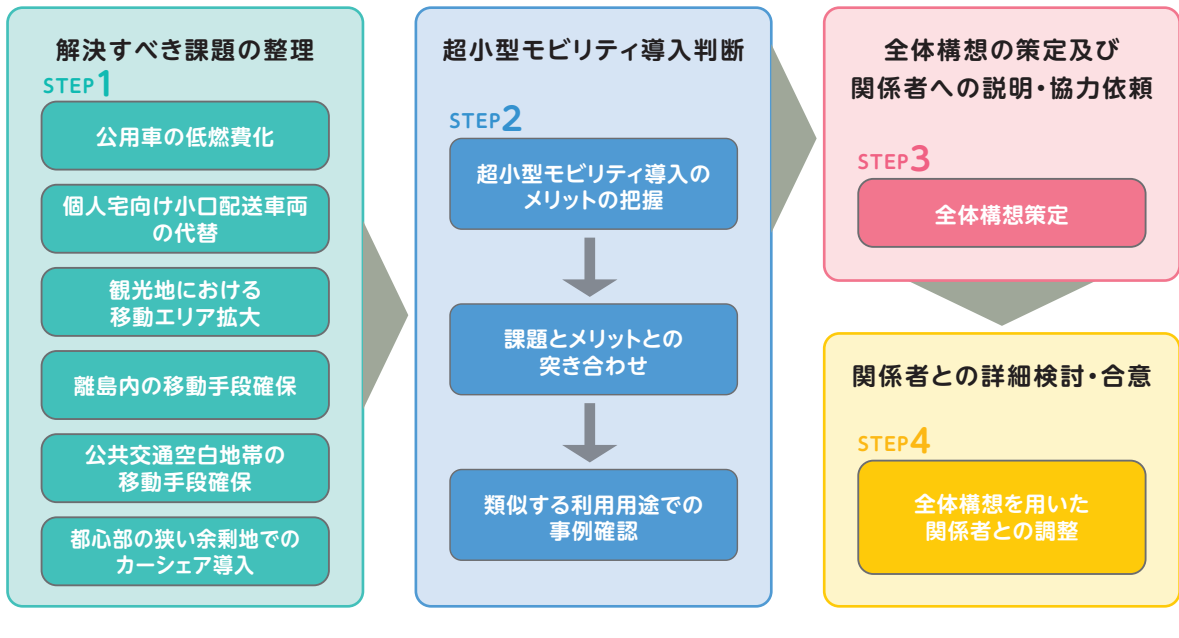 解決すべき課題の整理
STEP1
公用車の低燃費化
個人宅向け小口配送車両
の代替
観光地における
移動エリア拡大
離島内の移動手段確保
公共交通空白地帯の
移動手段確保
都心部の狭い余剰地での
カーシェア導入
超小型モビリティ導入判断
STEP2
超小型モビリティ導入の
メリットの把握
課題とメリットとの
突き合わせ
類似する利用用途での
事例確認
全体構想の策定及び
関係者への説明・協力依頼
STEP3
全体構想策定
関係者との詳細検討・合意
STEP4
全体構想を用いた
関係者との調整